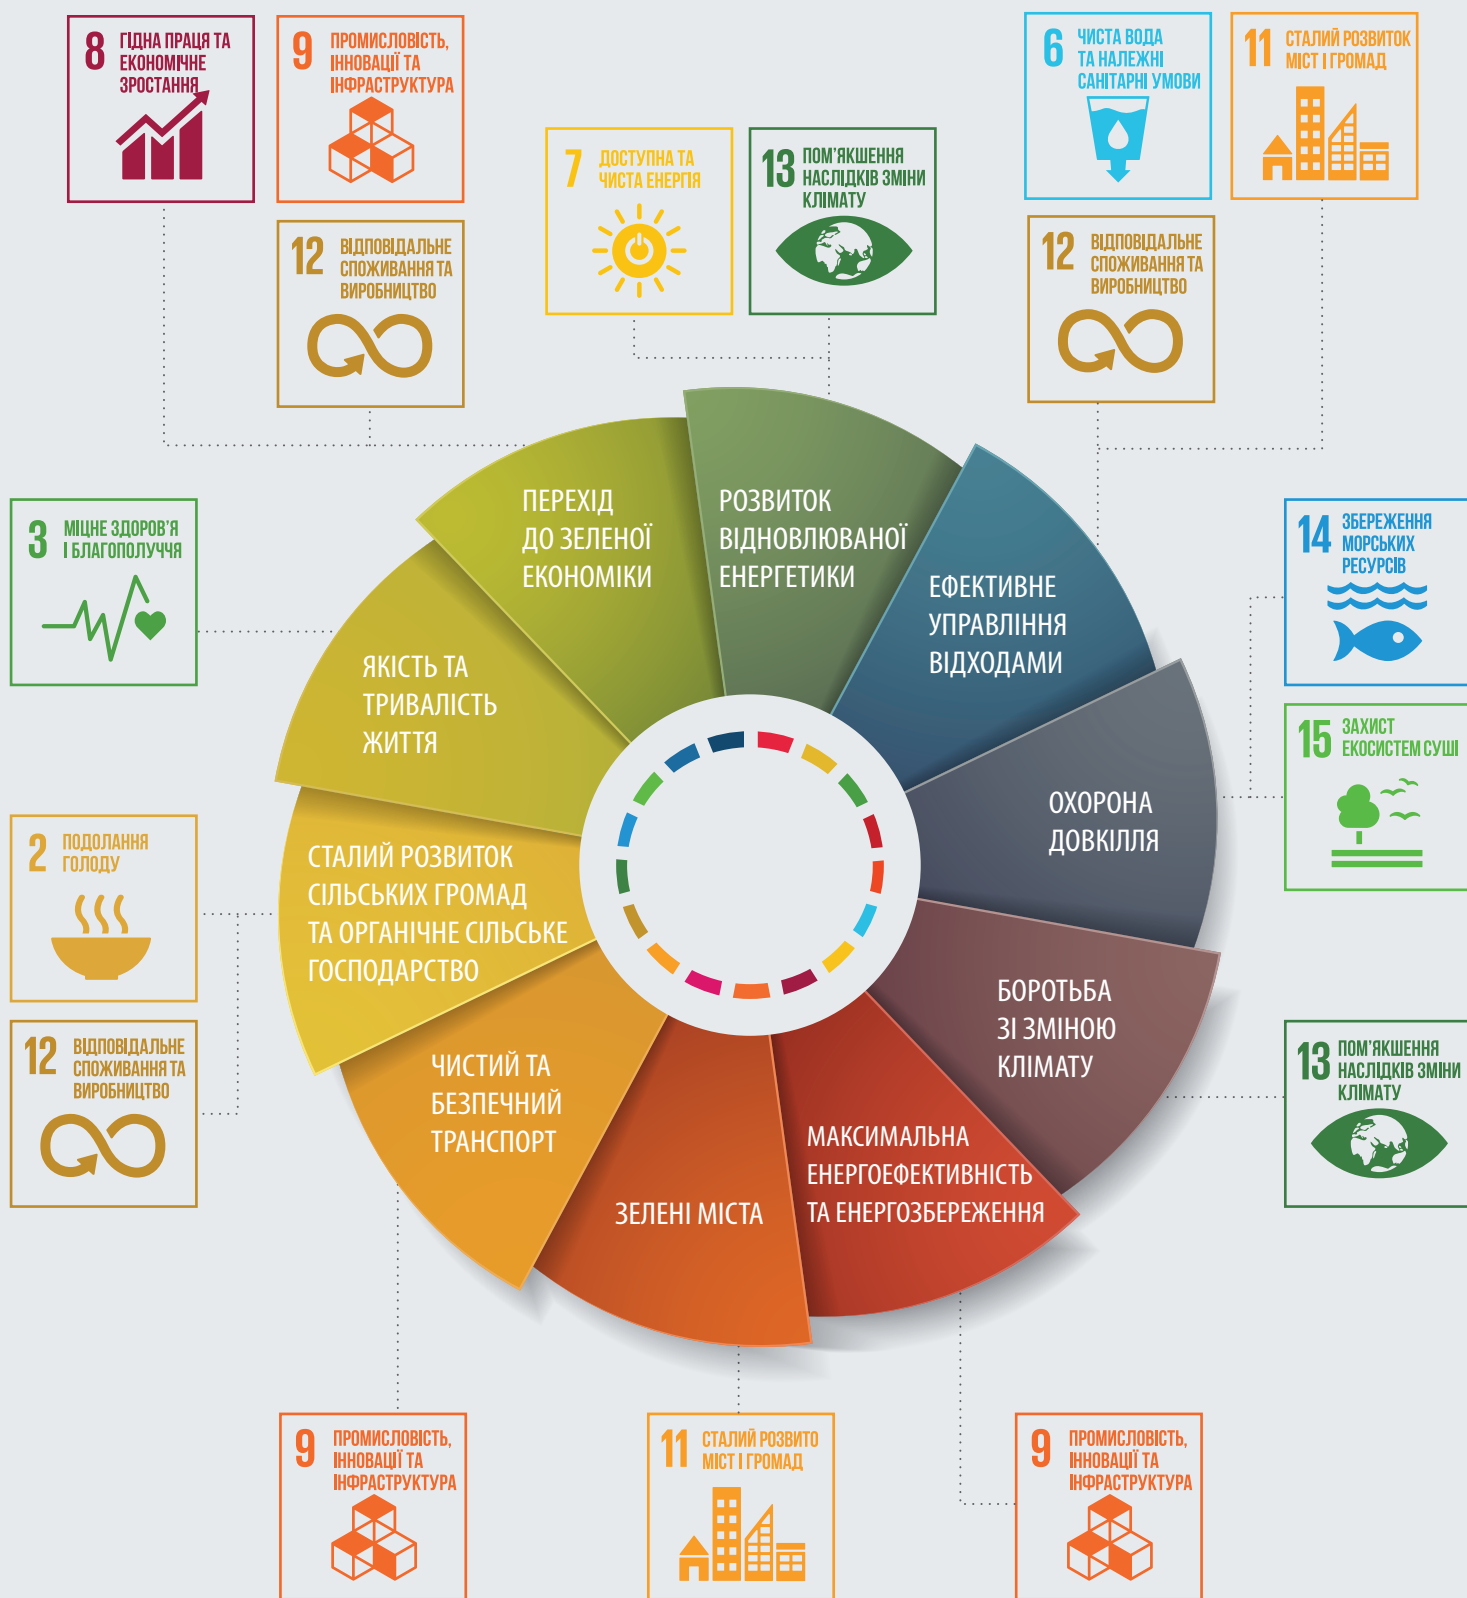 8 ГІДНА ПРАЦЯ ТА
ЕКОНОМІЧНЕ
ЗРОСТАННЯ
9 ПРОМИСЛОВІСТЬ,
ІННОВАЦІЇ ТА
ІНФРАСТРУКТУРА
12 ВІДПОВІДАЛЬНЕ
СПОЖИВАННЯ ТА
ВИРОБНИЦТВО
7 ДОСТУПНА ТА
ЧИСТА ЕНЕРГІЯ
13 ПОМ'ЯКШЕННЯ
НАСЛІДКІВ ЗМІНИ
КЛІМАТУ
6 ЧИСТА ВОДА
ТА НАЛЕЖНІ
САНІТАРНІ УМОВИ
11 СТАЛИЙ РОЗВИТОК
МІСТ І ГРОМАД
12 ВІДПОВІДАЛЬНЕ
СПОЖИВАННЯ ТА
ВИРОБНИЦТВО
3 МІЦНЕ ЗДОРОВ'Я
І БЛАГОПОЛУЧЧЯ
2 ПОДОЛАННЯ
ГОЛОДУ
12 ВІДПОВІДАЛЬНЕ
СПОЖИВАННЯ ТА
ВИРОБНИЦТВО
ПЕРЕХІД
ДО ЗЕЛЕНОЇ
ЕКОНОМІКИ
РОЗВИТОК
ВІДНОВЛЮВАНОЇ
ЕНЕРГЕТИКИ
ЕФЕКТИВНЕ
УПРАВЛІННЯ
ВІДХОДАМИ
ОХОРОНА
ДОВКІЛЛЯ
БОРОТЬБА
ЗІ ЗМІНОЮ
КЛІМАТУ
МАКСИМАЛЬНА
ЕНЕРГОЕФЕКТИВНІСТЬ
ТА ЕНЕРГОЗБЕРЕЖЕННЯ
ЗЕЛЕНІ МІСТА
ЧИСТИЙ ТА
БЕЗПЕЧНИЙ
ТРАНСПОРТ
СТАЛИЙ РОЗВИТОК
СІЛЬСЬКИХ ГРОМАД
ТА ОРГАНІЧНЕ СІЛЬСЬКЕ
ГОСПОДАРСТВО
ЯКІСТЬ ТА
ТРИВАЛІСТЬ
ЖИТТЯ
14 ЗБЕРЕЖЕННЯ
МОРСЬКИХ
РЕСУРСІВ
15 ЗАХИСТ
ЕКОСИСТЕМ СУШІ
13 ПОМ'ЯКШЕННЯ
НАСЛІДКІВ ЗМІНИ
КЛІМАТУ
9 ПРОМИСЛОВІСТЬ,
ІННОВАЦІЇ ТА
ІНФРАСТРУКТУРА
11 СТАЛИЙ РОЗВИТО
МІСТ І ГРОМАД
9 ПРОМИСЛОВІСТЬ,
ІННОВАЦІЇ ТА
ІНФРАСТРУКТУРА